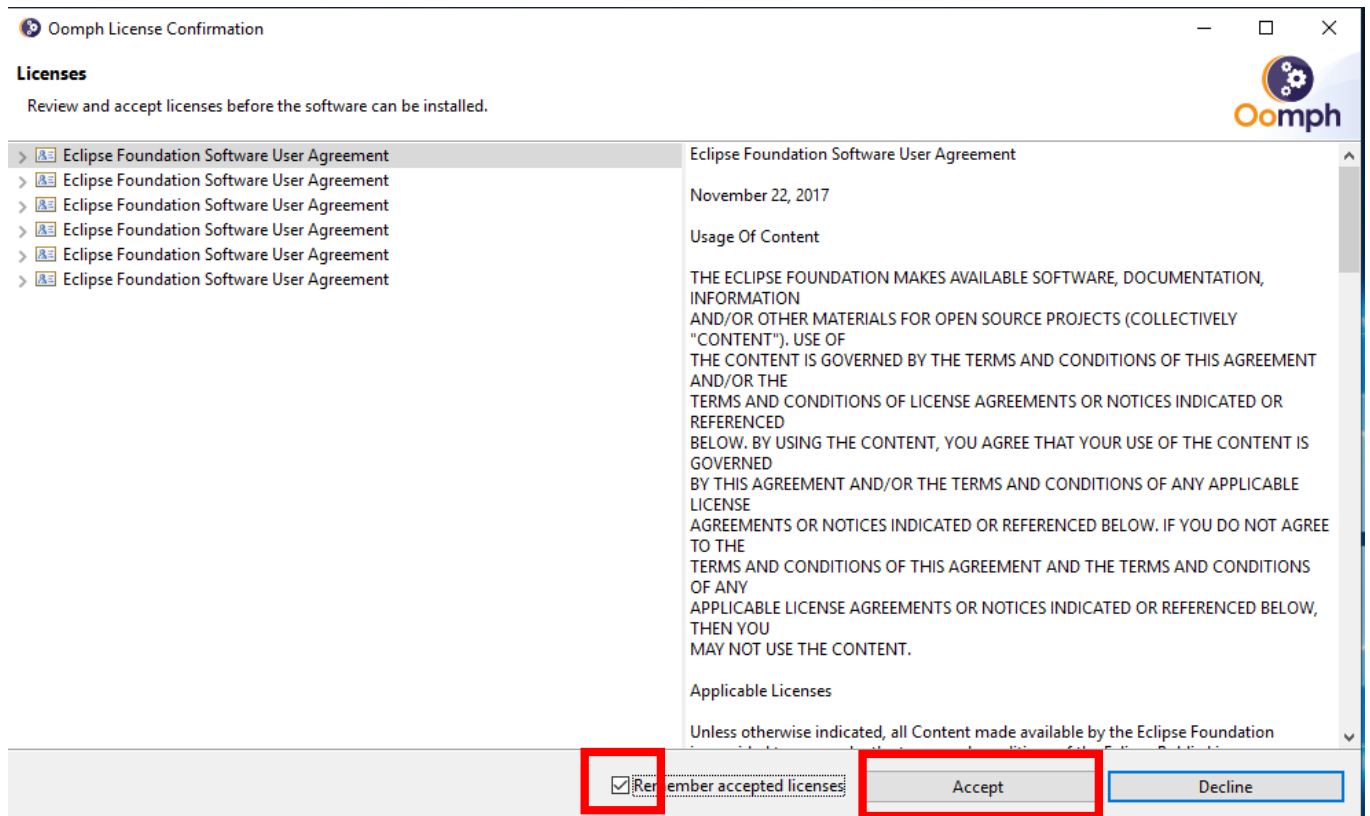 Oomph License Confirmation
Licenses
Review and accept licenses before the software can be installed.
Oomph
Eclipse Foundation Software User Agreement
Eclipse Foundation Software User Agreement
Eclipse Foundation Software User Agreement
Eclipse Foundation Software User Agreement
Eclipse Foundation Software User Agreement
Eclipse Foundation Software User Agreement
Eclipse Foundation Software User Agreement
November 22, 2017
Usage Of Content
THE ECLIPSE FOUNDATION MAKES AVAILABLE SOFTWARE, DOCUMENTATION,
INFORMATION
AND/OR OTHER MATERIALS FOR OPEN SOURCE PROJECTS (COLLECTIVELY
"CONTENT"). USE OF
THE CONTENT IS GOVERNED BY THE TERMS AND CONDITIONS OF THIS AGREEMENT
AND/OR THE
TERMS AND CONDITIONS OF LICENSE AGREEMENTS OR NOTICES INDICATED OR
REFERENCED
BELOW. BY USING THE CONTENT, YOU AGREE THAT YOUR USE OF THE CONTENT IS
GOVERNED
BY THIS AGREEMENT AND/OR THE TERMS AND CONDITIONS OF ANY APPLICABLE
LICENSE
AGREEMENTS OR NOTICES INDICATED OR REFERENCED BELOW. IF YOU DO NOT AGREE
TO THE
TERMS AND CONDITIONS OF THIS AGREEMENT AND THE TERMS AND CONDITIONS
OF ANY
APPLICABLE LICENSE AGREEMENTS OR NOTICES INDICATED OR REFERENCED BELOW,
THEN YOU
MAY NOT USE THE CONTENT.
Applicable Licenses
Unless otherwise indicated, all Content made available by the Eclipse Foundation
Remember accepted licenses
Accept
Decline